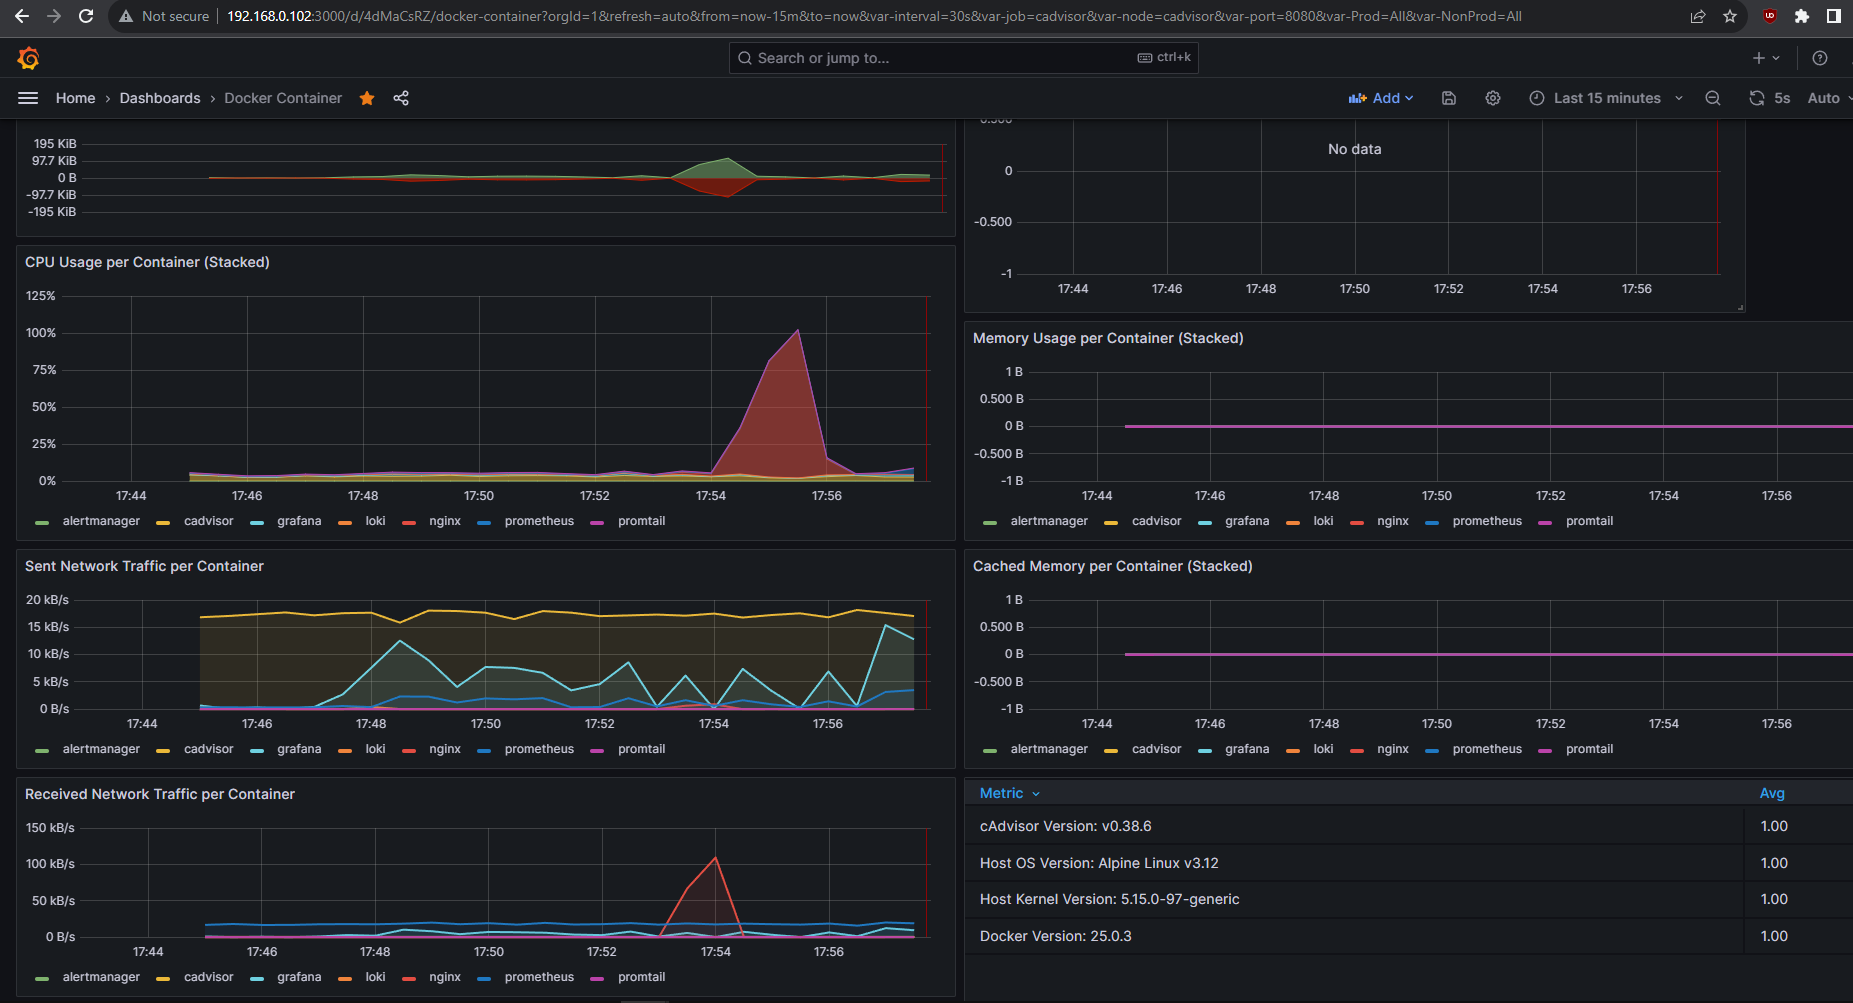 Not secure 192.168.0.102:3000/d/4dMaCsRZ/docker-container?orgId=1&refresh=auto&from=now-15m&to=now&var-interval=30s&var-job=cadvisor&var-node=cadvisor&var-port=8080&var-Prod=All&var-NonProd=All
Search or jump to... ctrl+k
Home › Dashboards › Docker Container Add Last 15 minutes 5s Auto
195 KiB
97.7 KiB
0 B
-97.7 KiB
-195 KiB
0.500
No data
0
-0.500
-1
17:44 17:46 17:48 17:50 17:52 17:54 17:56
CPU Usage per Container (Stacked)
125%
100%
75%
50%
25%
0%
17:44 17:46 17:48 17:50 17:52 17:54 17:56
alertmanager cadvisor grafana loki nginx prometheus promtail
Memory Usage per Container (Stacked)
1 B
0.500 B
0 B
-0.500 B
-1 B
17:44 17:46 17:48 17:50 17:52 17:54 17:56
alertmanager cadvisor grafana loki nginx prometheus promtail
Sent Network Traffic per Container
20 kB/s
15 kB/s
10 kB/s
5 kB/s
0 B/s
17:44 17:46 17:48 17:50 17:52 17:54 17:56
alertmanager cadvisor grafana loki nginx prometheus promtail
Cached Memory per Container (Stacked)
1 B
0.500 B
0 B
-0.500 B
-1 B
17:44 17:46 17:48 17:50 17:52 17:54 17:56
alertmanager cadvisor grafana loki nginx prometheus promtail
Received Network Traffic per Container
150 kB/s
100 kB/s
50 kB/s
0 B/s
17:44 17:46 17:48 17:50 17:52 17:54 17:56
alertmanager cadvisor grafana loki nginx prometheus promtail
Metric Avg
cAdvisor Version: v0.38.6 1.00
Host OS Version: Alpine Linux v3.12 1.00
Host Kernel Version: 5.15.0-97-generic 1.00
Docker Version: 25.0.3 1.00